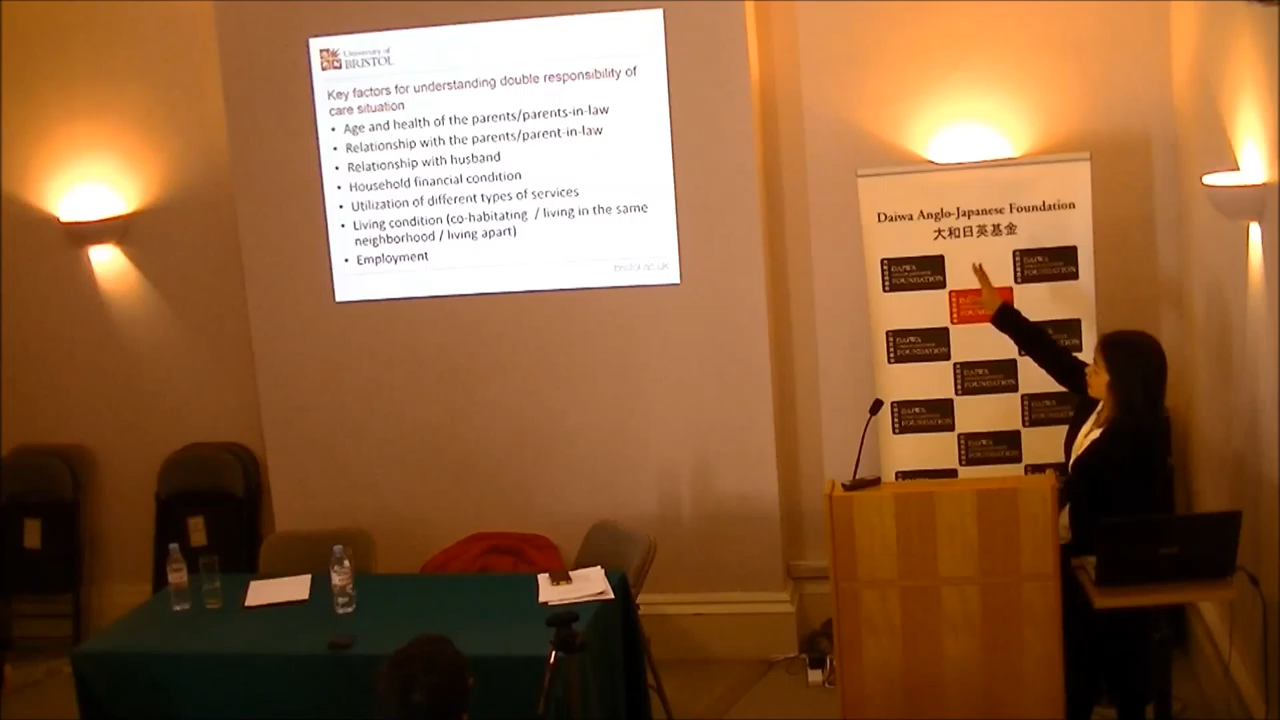 University of
BRISTOL
Key factors for understanding double responsibility of
care situation
• Age and health of the parents/parents-in-law
• Relationship with the parents/parent-in-law
• Relationship with husband
• Household financial condition
• Utilization of different types of services
• Living condition (co-habitating / living in the same
neighborhood / living apart)
• Employment
bristol.ac.uk
Daiwa Anglo-Japanese Foundation
大和日英基金
DAIWA
FOUNDATION
DAIWA
FOUNDATION
DAIWA
FOUNDATION
DAIWA
FOUNDATION
DAIWA
FOUNDATION
DAIWA
FOUNDATION